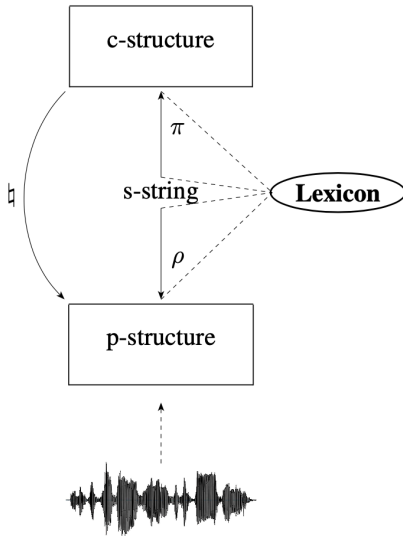 c-structure
π
♮
s-string
Lexicon
ρ
p-structure